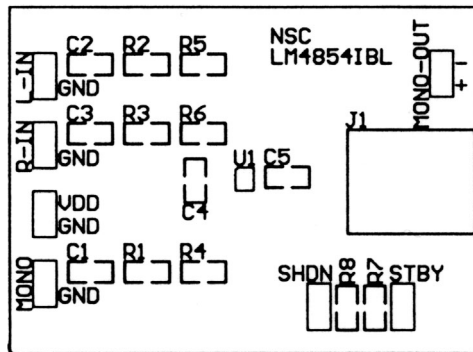 C2 R2 R5
NSC
LM4854IBL
L-IN
GND
MONO-OUT
-
+
C3 R3 R6
J1
R-IN
GND
U1 C5
VDD
GND
C4
C1 R1 R4
MONO
GND
SHDN R8 R7 STBY